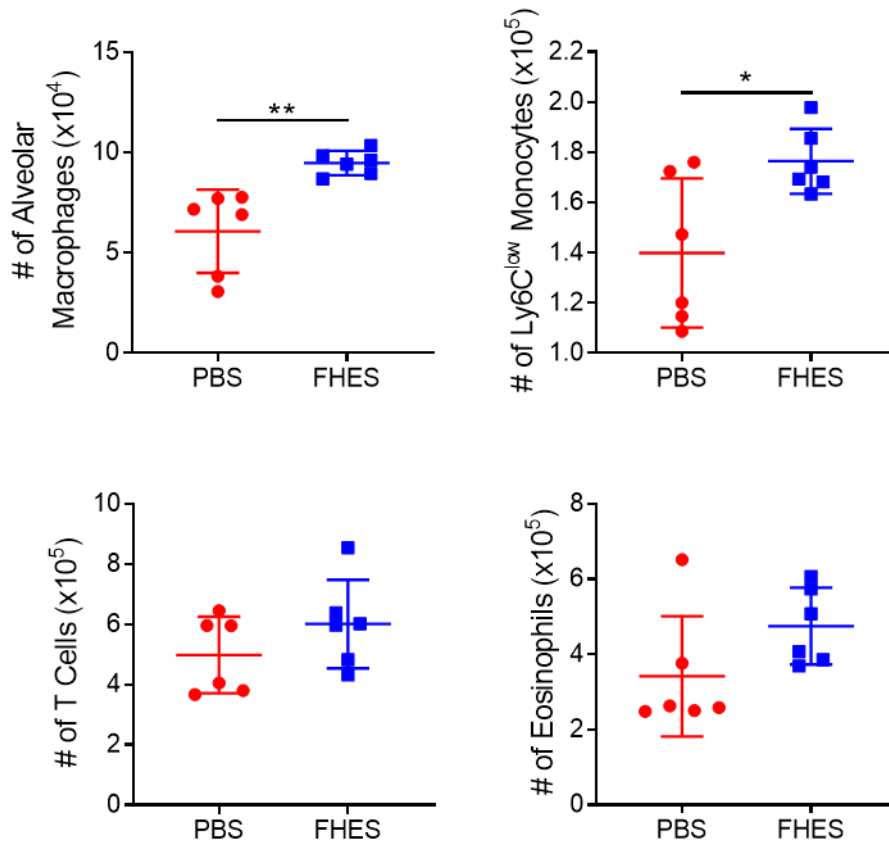 # of Alveolar
Macrophages (x10⁴)
15
10
5
0
**
PBS FHES
# of Ly6Cˡᵒʷ Monocytes (x10⁵)
2.2
2.0
1.8
1.6
1.4
1.2
1.0
*
PBS FHES
# of T Cells (x10⁵)
10
8
6
4
2
0
PBS FHES
# of Eosinophils (x10⁵)
8
6
4
2
0
PBS FHES